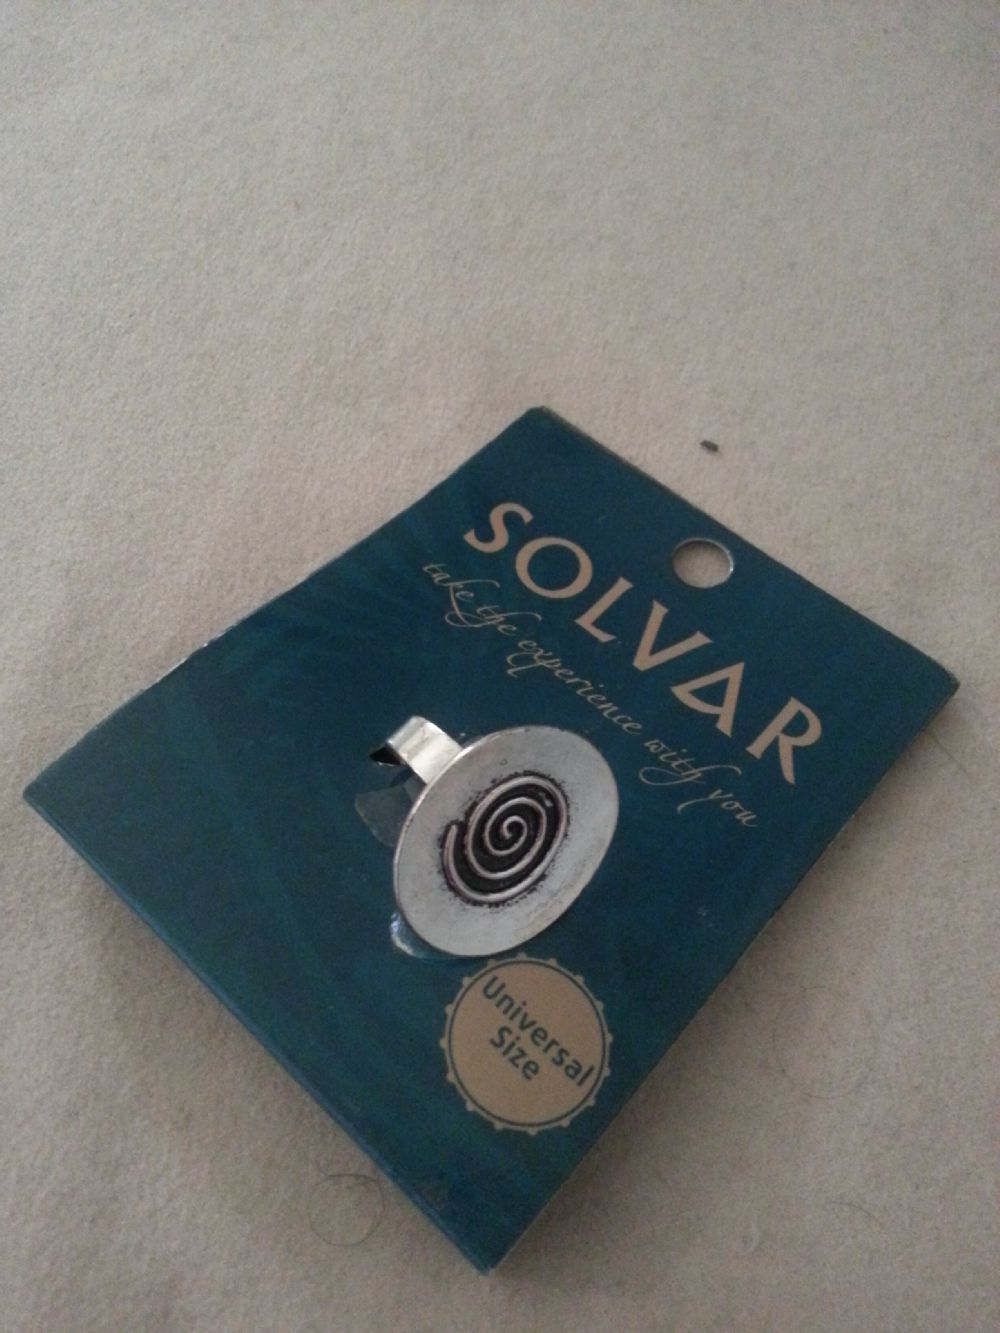 SOLVAR
take the experience with you
Universal
Size